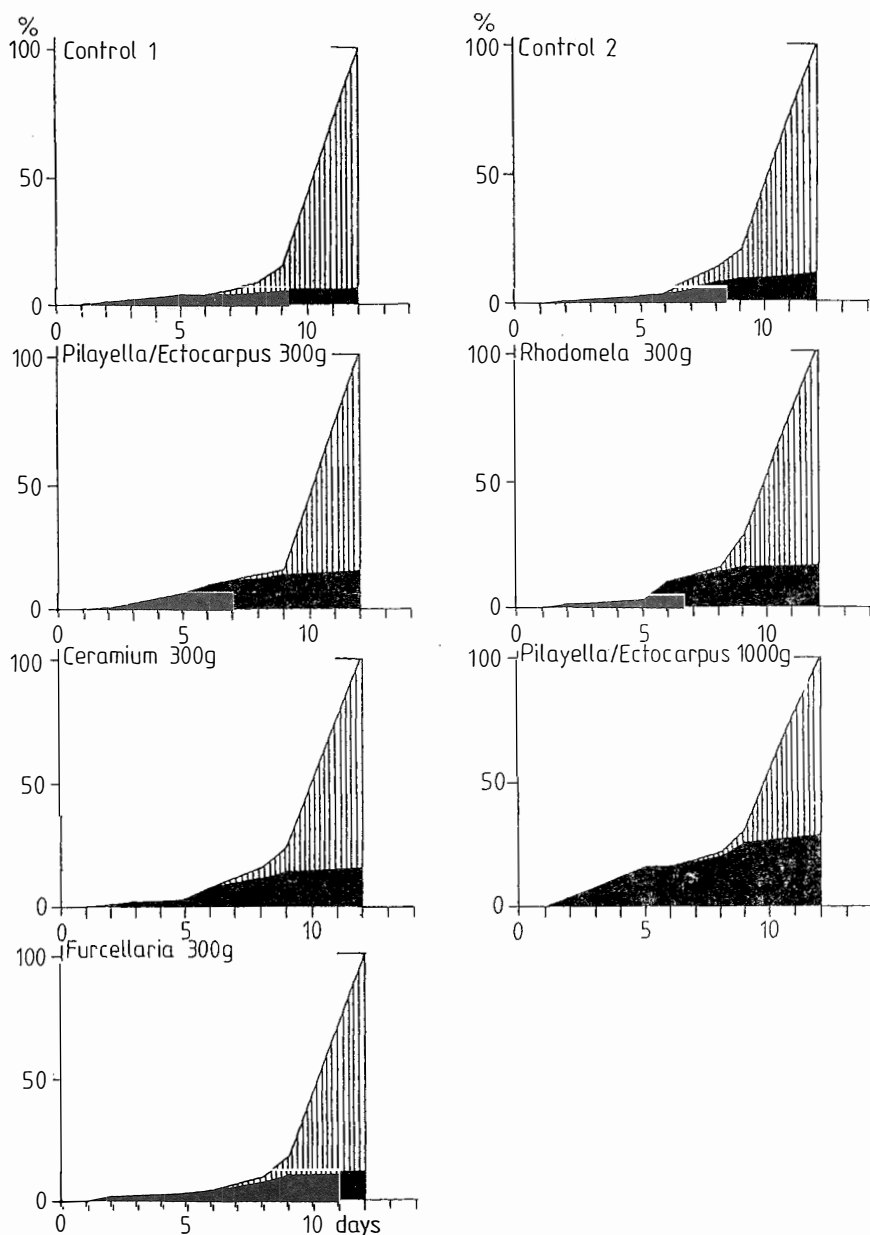 %
100 Control 1
50
0
0 5 10
%
100 Control 2
50
0
0 5 10
100 Pilayella/Ectocarpus 300g
50
0
0 5 10
100 Rhodomela 300g
50
0
0 5 10
100 Ceramium 300g
50
0
0 5 10
100 Pilayella/Ectocarpus 1000g
50
0
0 5 10
100 Furcellaria 300g
50
0
0 5 10 days